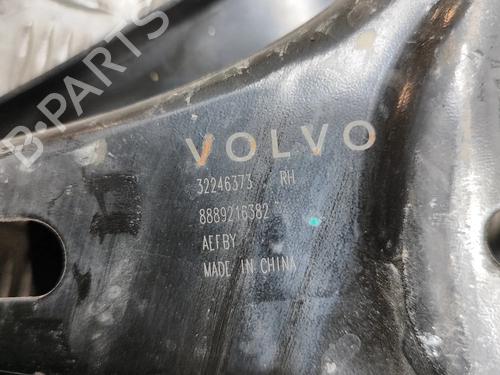 B-PARTS
VOLVO
32246373 RH
8889216382
AEFBY
MADE IN CHINA